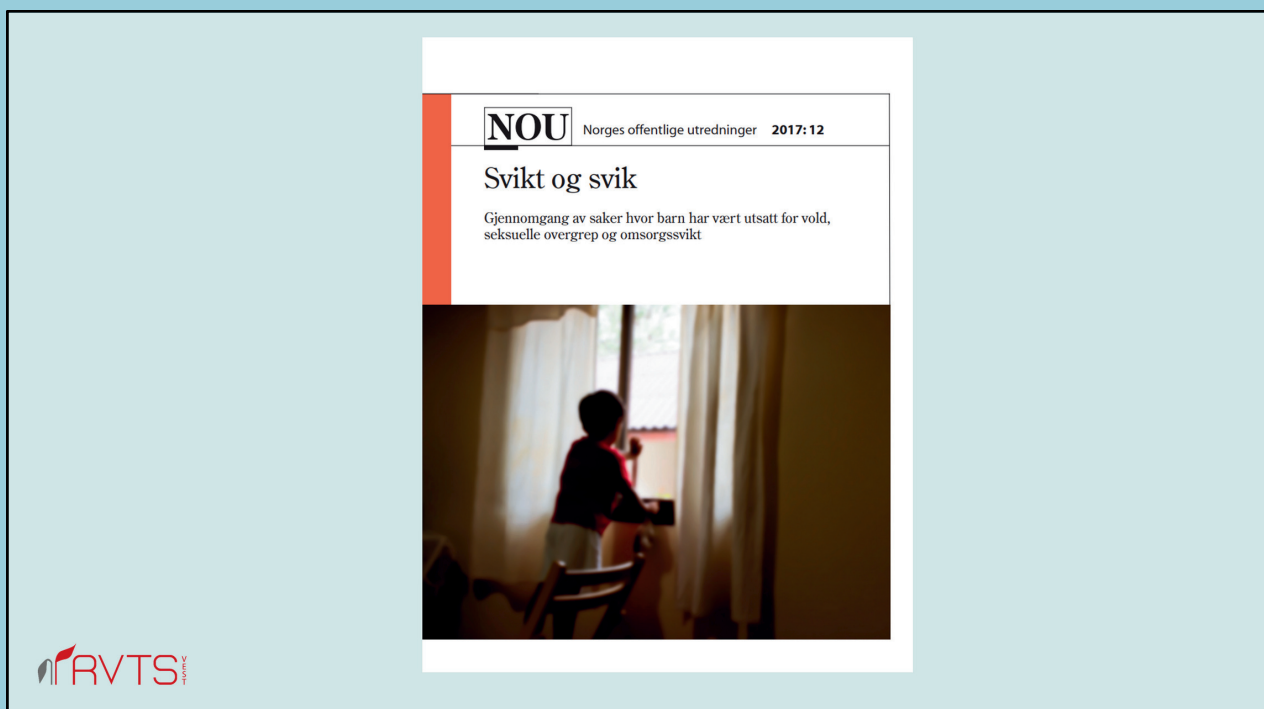 NOU Norges offentlige utredninger 2017: 12
Svikt og svik
Gjennomgang av saker hvor barn har vært utsatt for vold,
seksuelle overgrep og omsorgssvikt
RVTS VEST